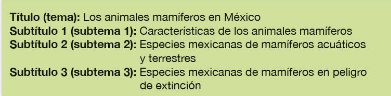 Título (tema): Los animales mamíferos en México
Subtítulo 1 (subtema 1): Características de los animales mamíferos
Subtítulo 2 (subtema 2): Especies mexicanas de mamíferos acuáticos
y terrestres
Subtítulo 3 (subtema 3): Especies mexicanas de mamíferos en peligro
de extinción